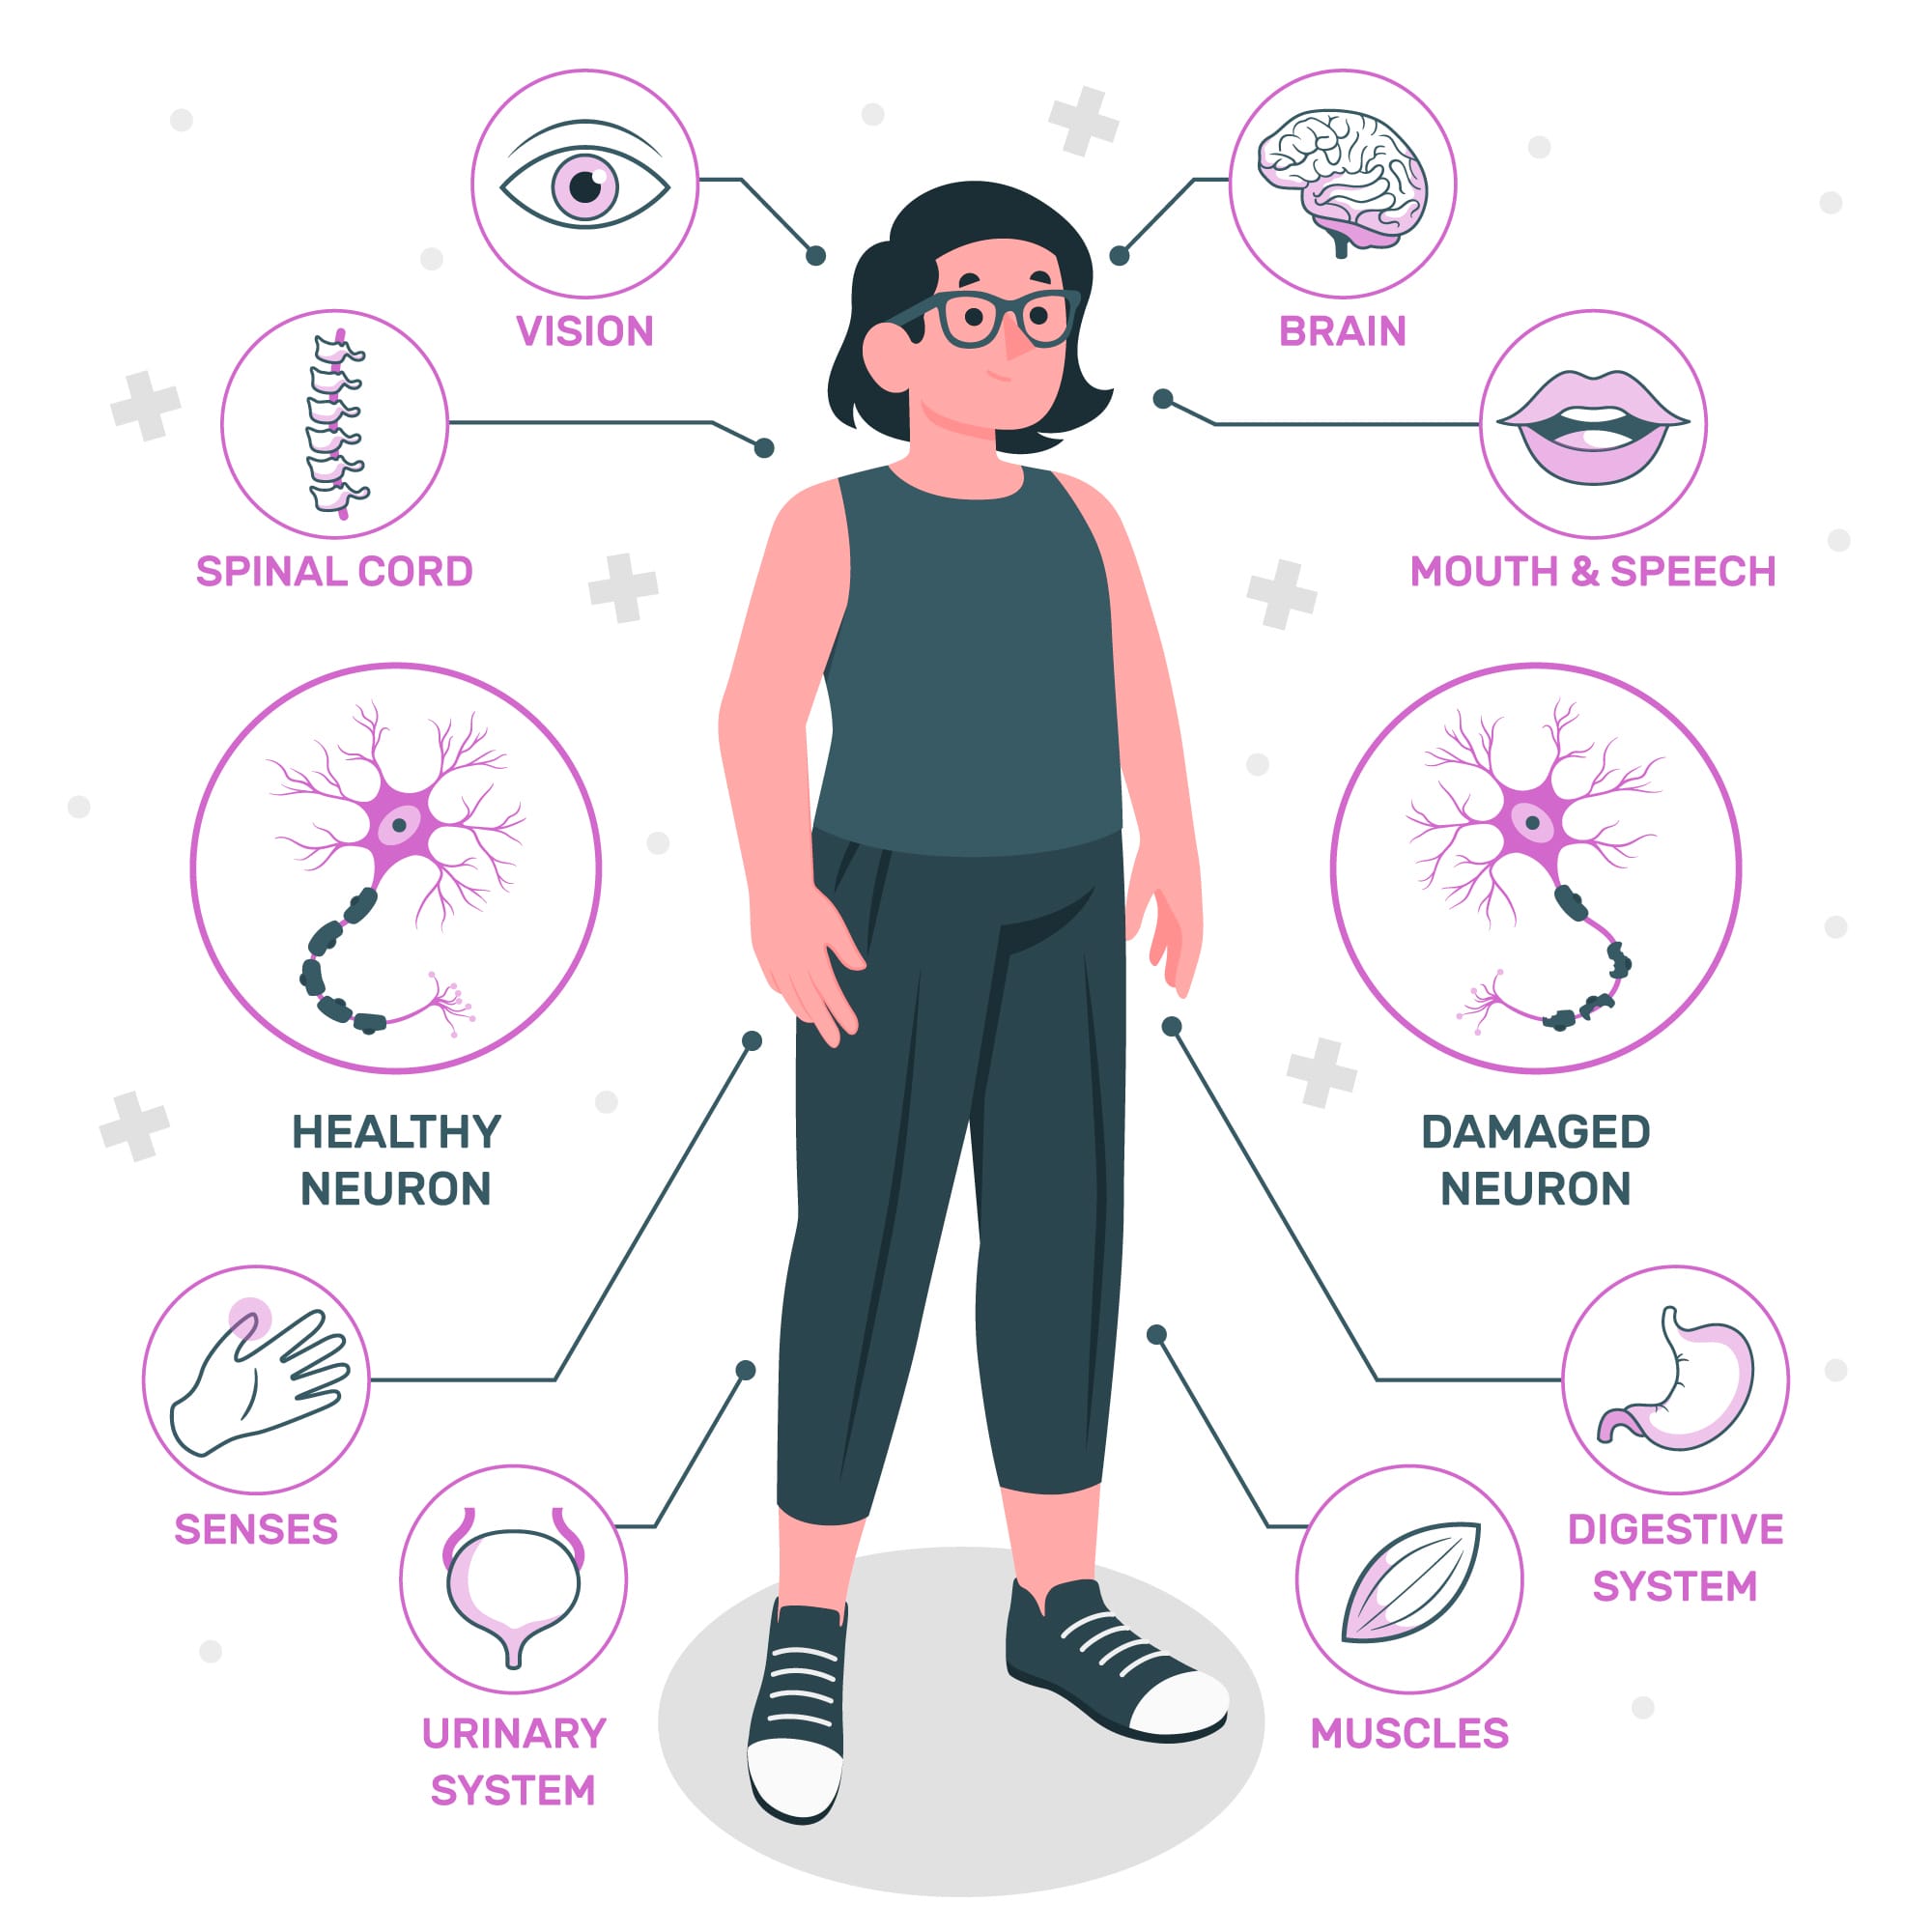 VISION
BRAIN
SPINAL CORD
MOUTH & SPEECH
HEALTHY
NEURON
DAMAGED
NEURON
SENSES
DIGESTIVE
SYSTEM
URINARY
SYSTEM
MUSCLES